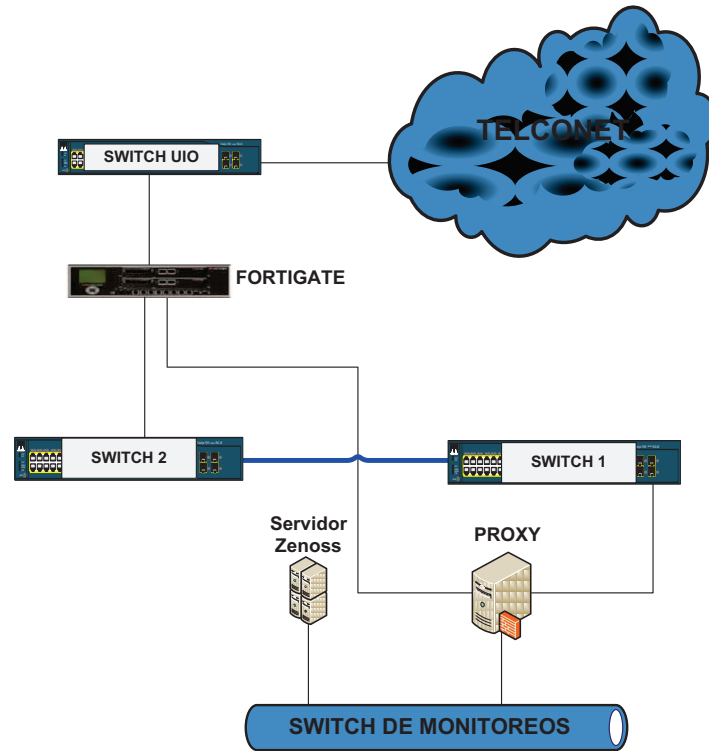 TELCONET
SWITCH UIO
FORTIGATE
SWITCH 2
SWITCH 1
Servidor
Zenoss
PROXY
SWITCH DE MONITOREOS